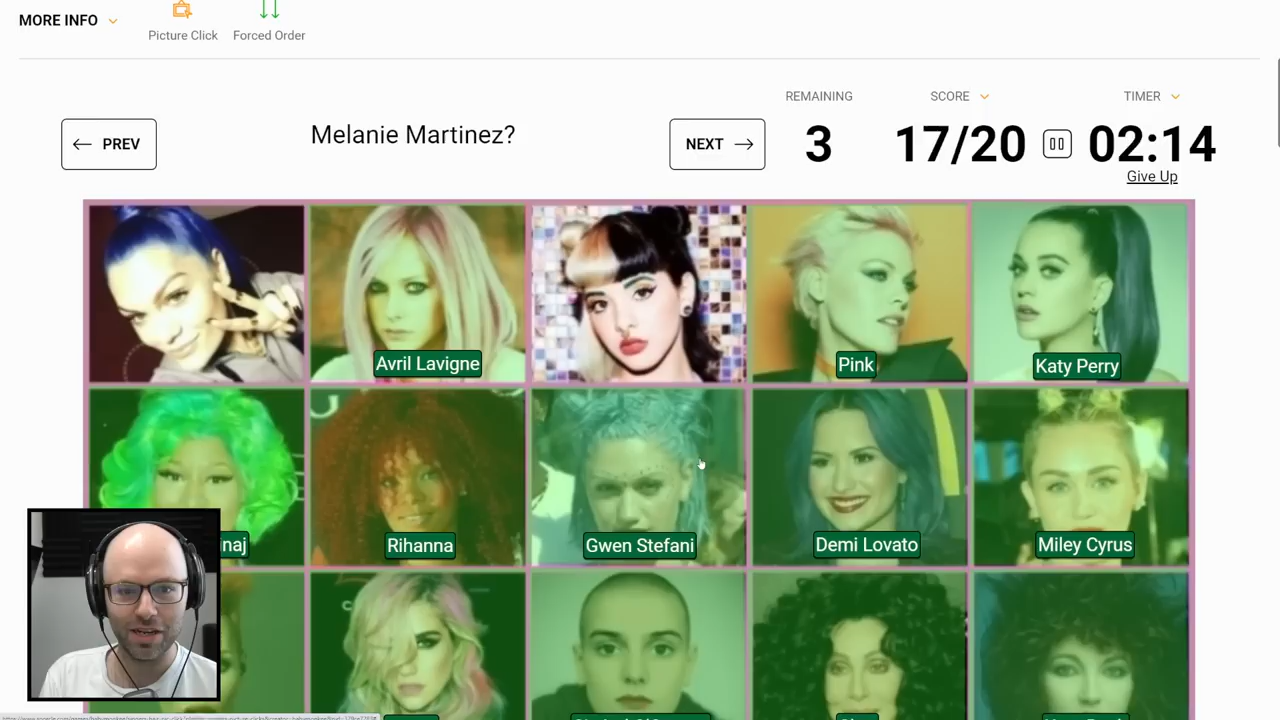 MORE INFO
Picture Click
Forced Order
PREV
Melanie Martinez?
NEXT
REMAINING
3
SCORE
17/20
TIMER
02:14
Give Up
Avril Lavigne
Pink
Katy Perry
naj
Rihanna
Gwen Stefani
Demi Lovato
Miley Cyrus